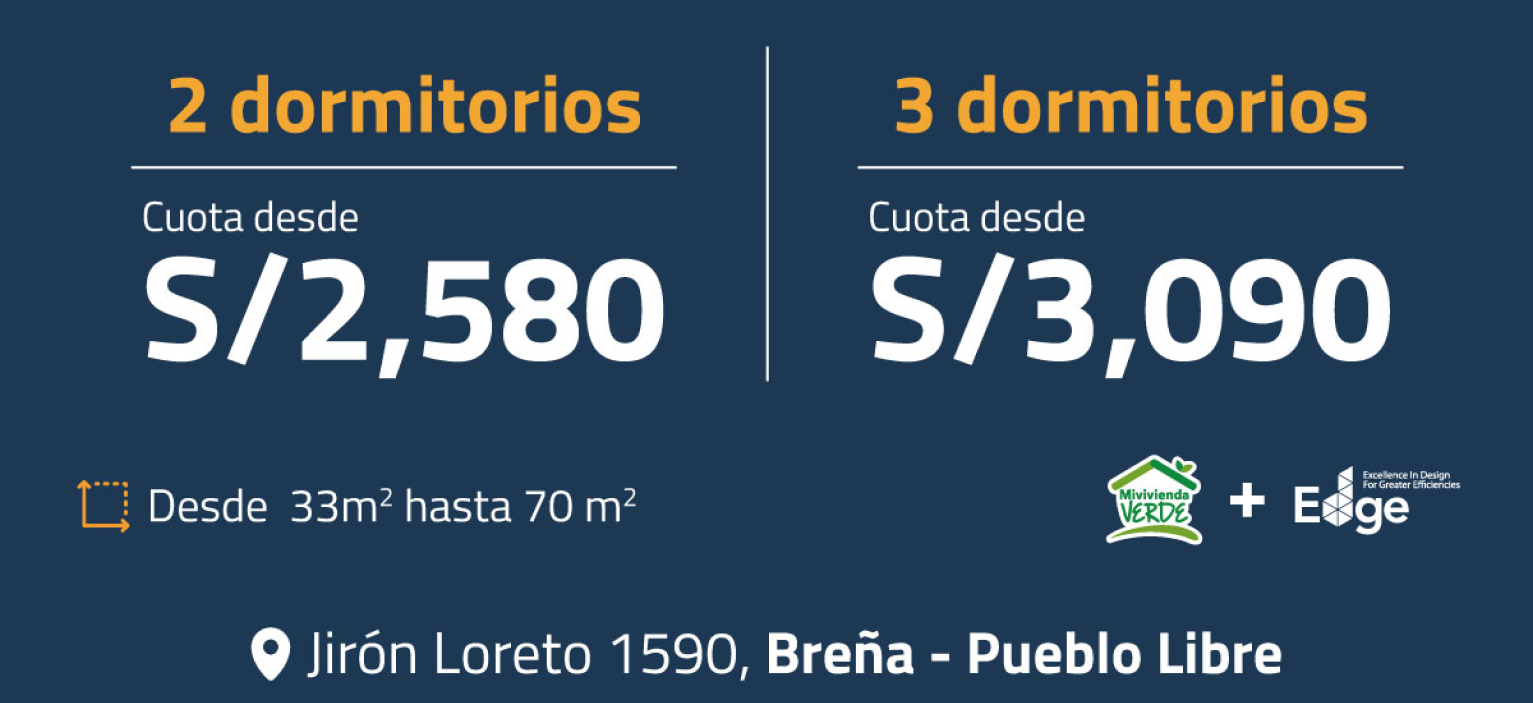 2 dormitorios
Cuota desde
S/2,580
3 dormitorios
Cuota desde
S/3,090
Desde 33m² hasta 70 m²
Mivivienda
VERDE
+
Edge
Excellence In Design
For Greater Efficiencies
Jirón Loreto 1590, Breña - Pueblo Libre